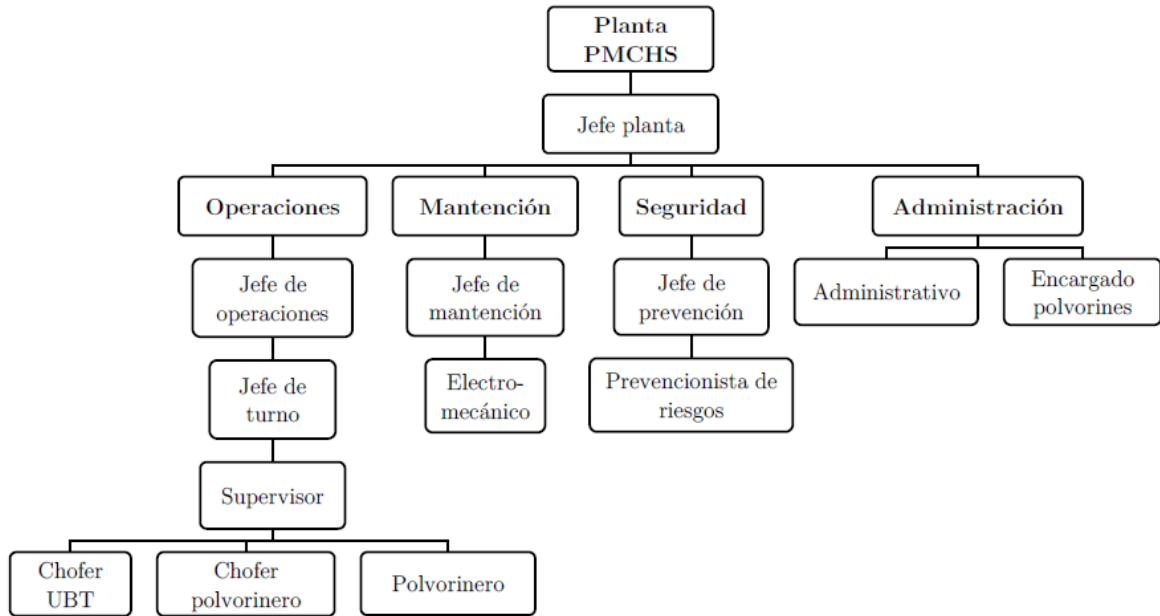 Planta
PMCHS
Jefe planta
Operaciones
Mantención
Seguridad
Administración
Jefe de
operaciones
Jefe de
mantención
Jefe de
prevención
Administrativo
Encargado
polvorines
Jefe de
turno
Electro-
mecánico
Prevencionista de
riesgos
Supervisor
Chofer
UBT
Chofer
polvorinero
Polvorinero